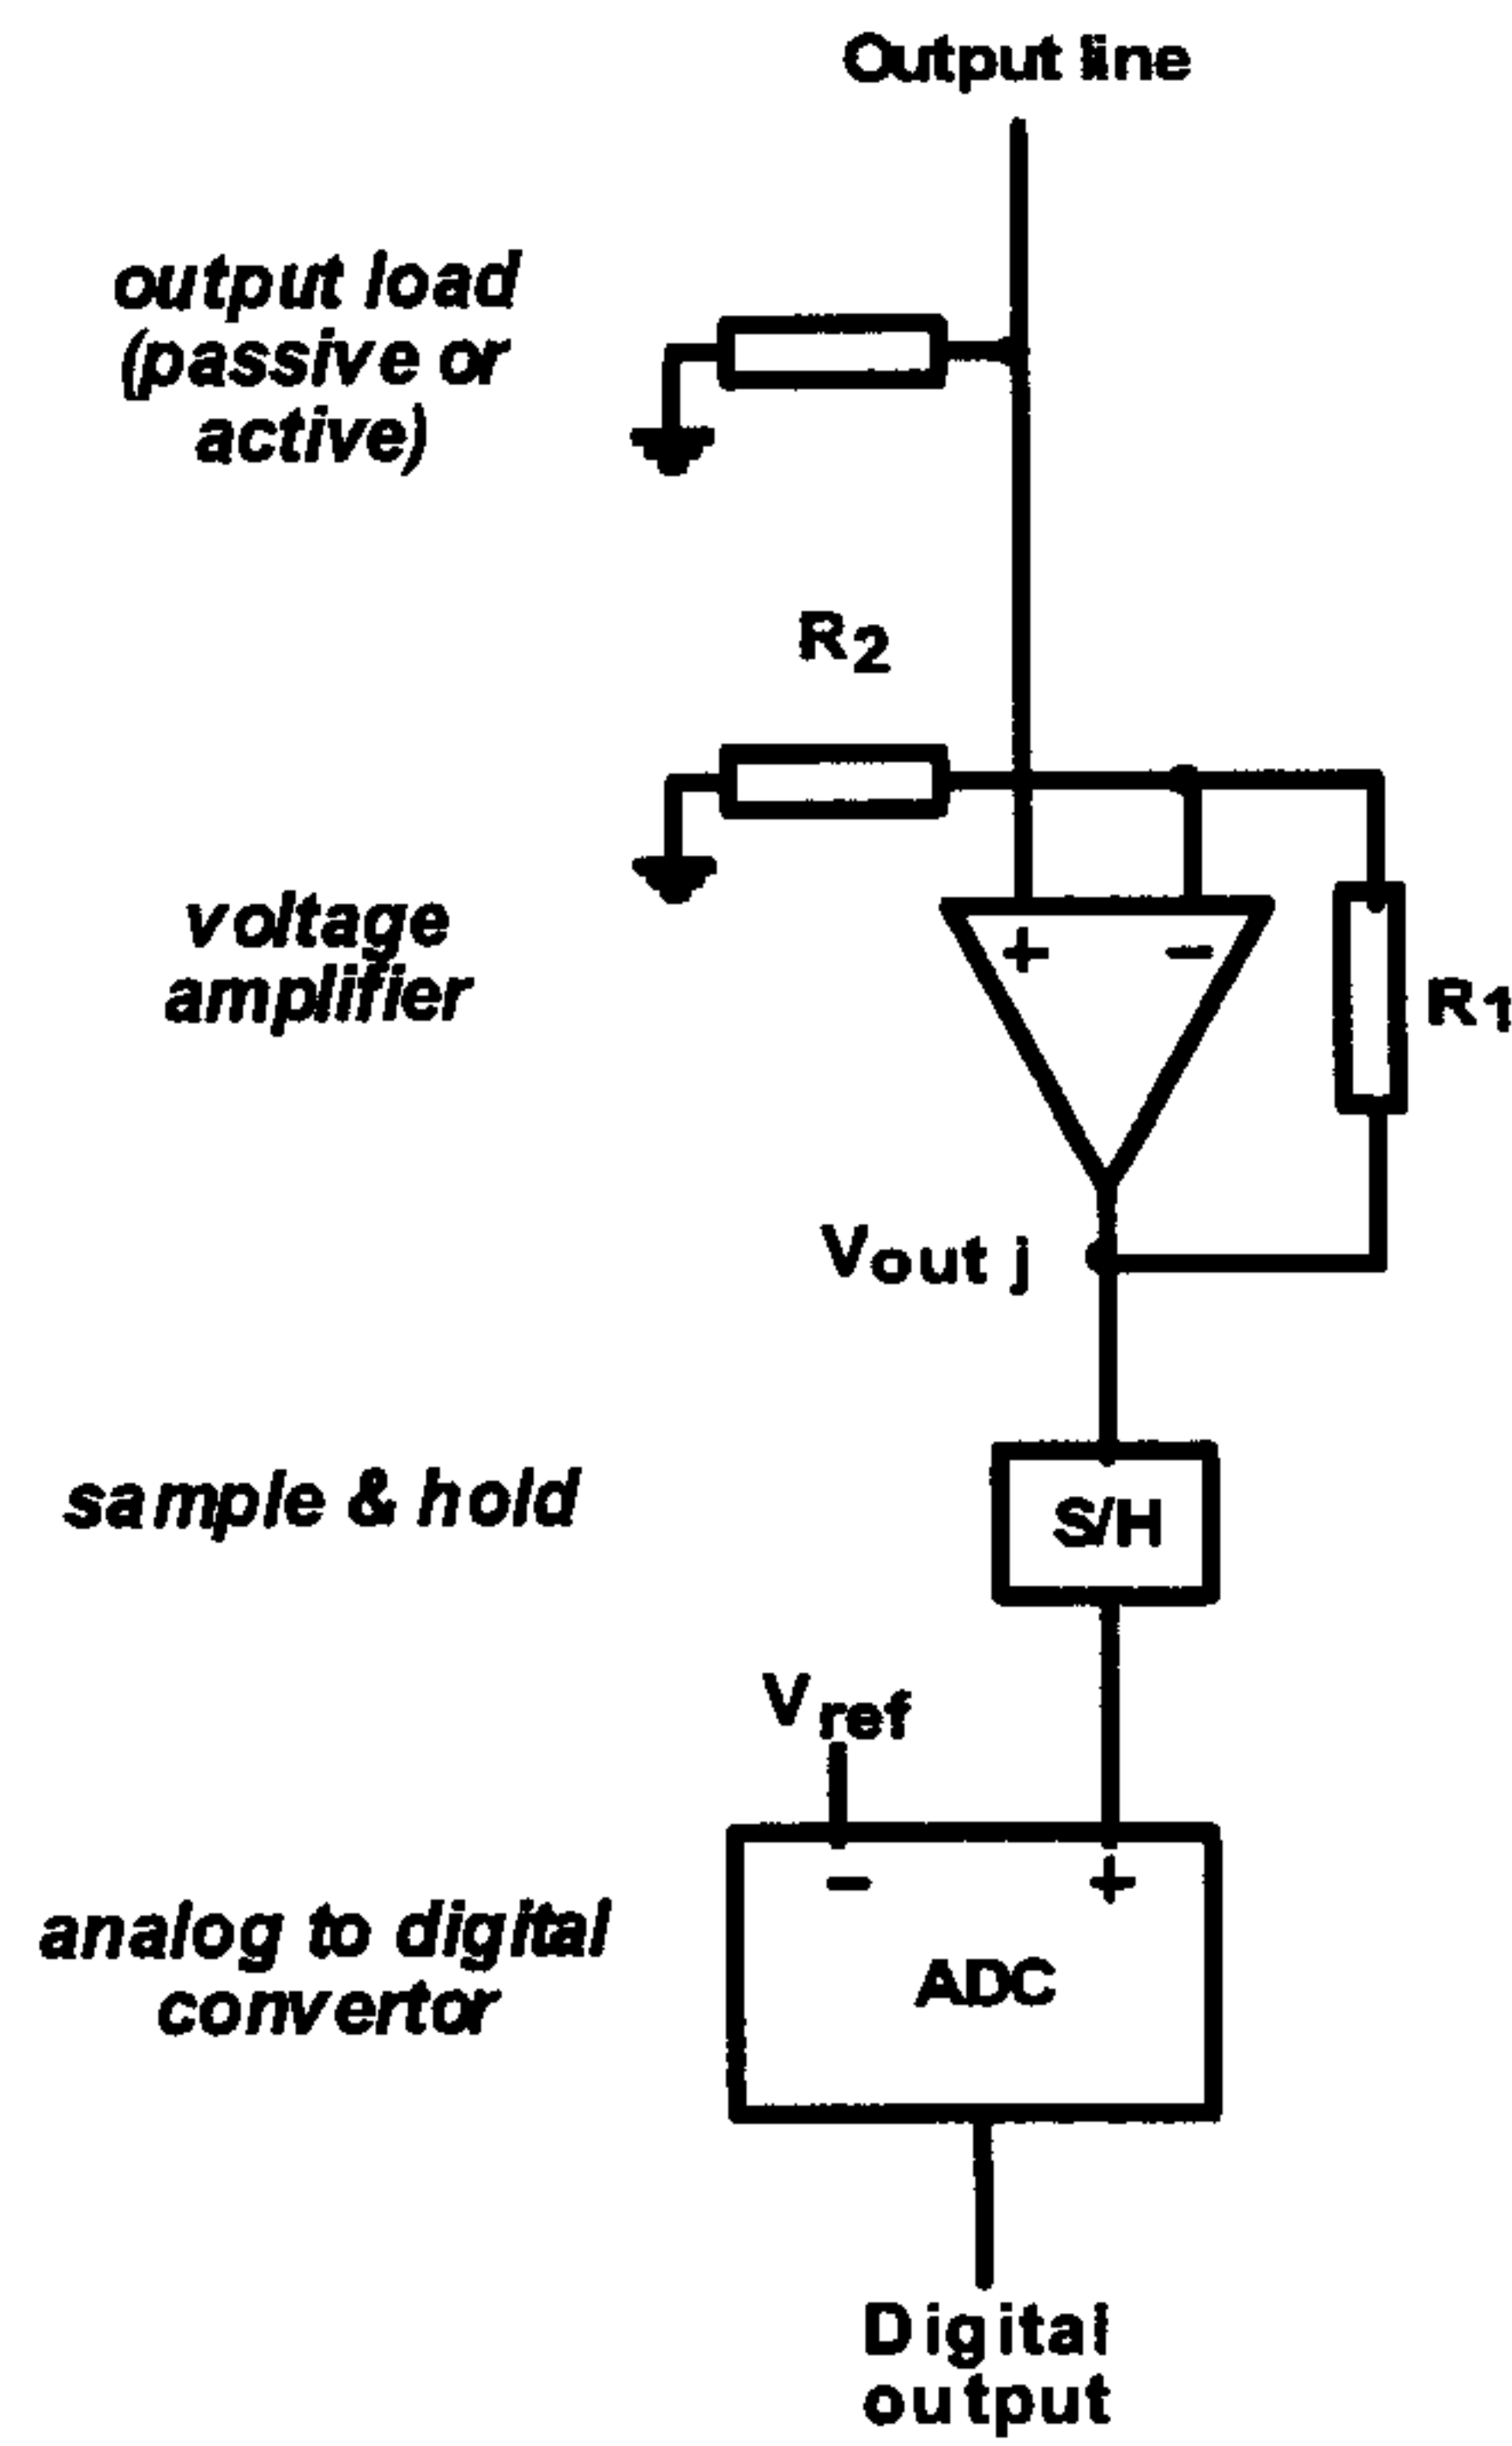 Output line
output load
(passive or
active)
R2
voltage
amplifier
+ -
R1
Vout j
sample & hold
S/H
Vref
- +
analog to digital
convertor
ADC
Digital
output